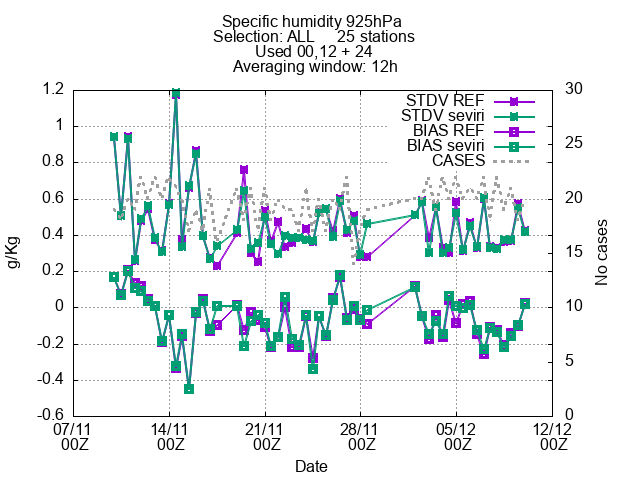 Specific humidity 925hPa
Selection: ALL 25 stations
Used 00,12 + 24
Averaging window: 12h
STDV REF
STDV seviri
BIAS REF
BIAS seviri
CASES
g/Kg
1.2
1
0.8
0.6
0.4
0.2
0
-0.2
-0.4
-0.6
No cases
30
25
20
15
10
5
0
07/11 14/11 21/11 28/11 05/12 12/12
00Z 00Z 00Z 00Z 00Z 00Z
Date